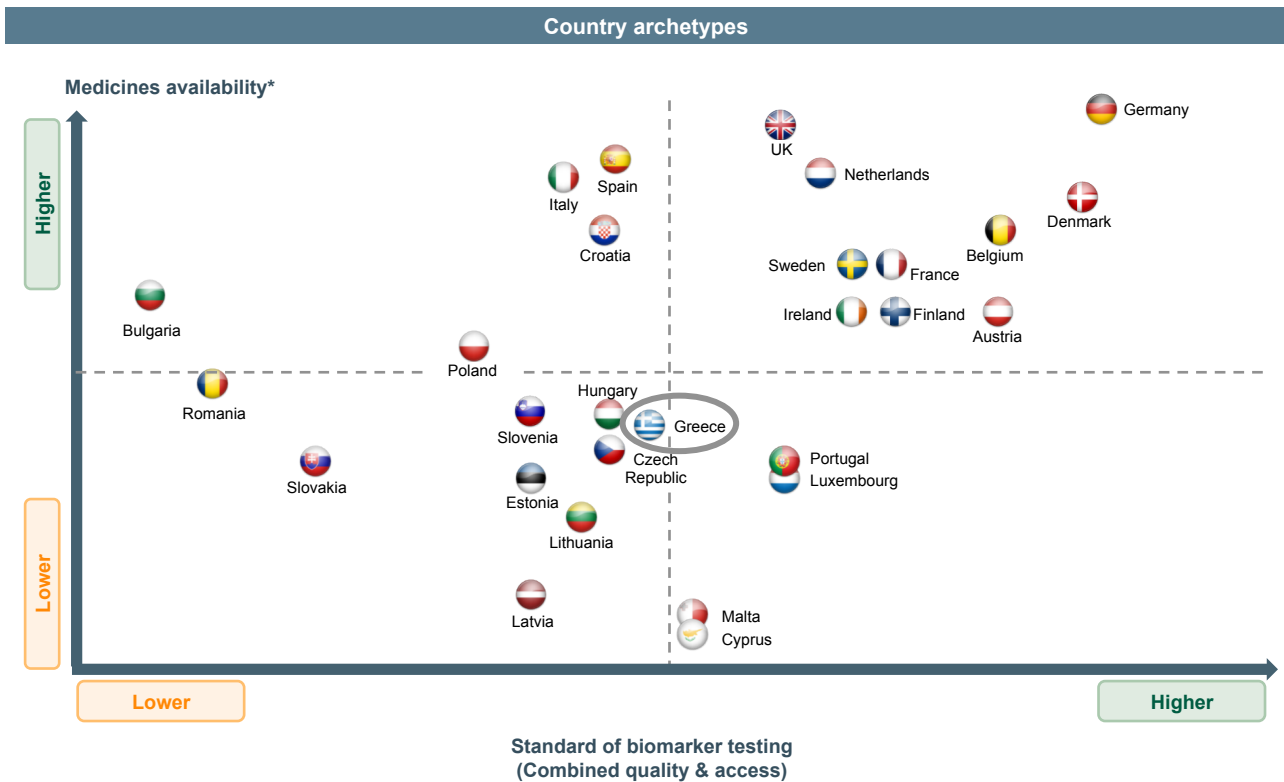 Country archetypes
Medicines availability*
Higher
Lower
Germany
UK
Netherlands
Spain
Italy
Denmark
Croatia
Belgium
Sweden
France
Bulgaria
Ireland
Finland
Austria
Poland
Romania
Hungary
Slovenia
Greece
Czech
Republic
Slovakia
Portugal
Luxembourg
Estonia
Lithuania
Latvia
Malta
Cyprus
Lower
Higher
Standard of biomarker testing
(Combined quality & access)